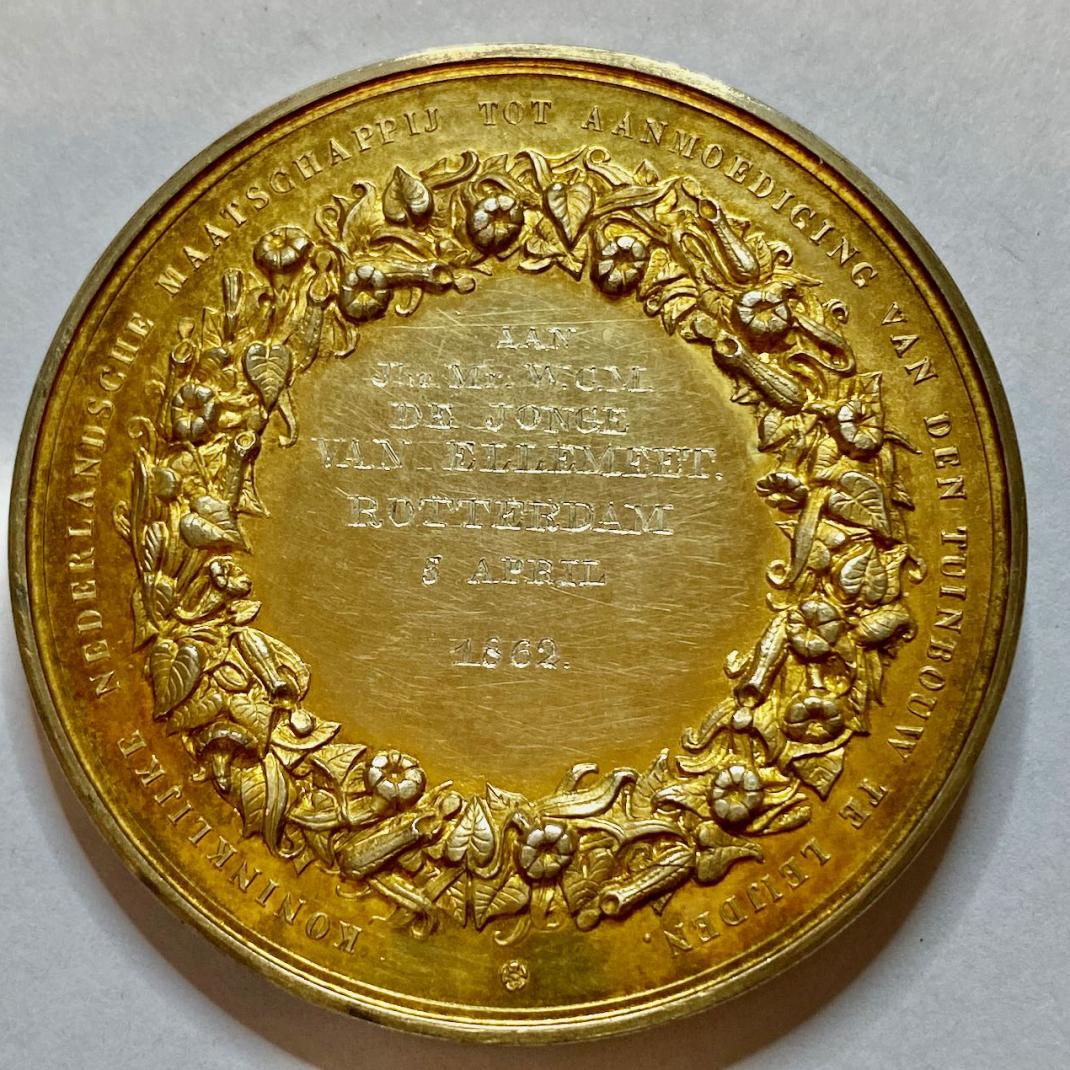 KONINKLIJKE NEDERLANDSCHE MAATSCHAPPIJ TOT AANMOEDIGING VAN DEN TUINBOUW TE LEIJDEN.
AAN
Jhr Mr. W.C.M.
DE JONGE
VAN ELLEMEET.
ROTTERDAM
5 APRIL
1862.